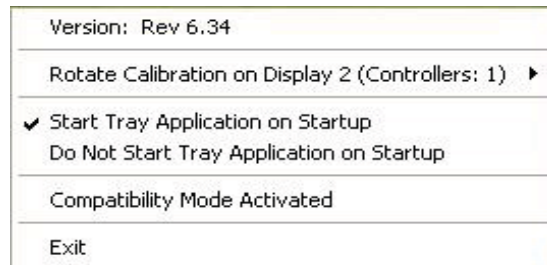 Version: Rev 6.34
Rotate Calibration on Display 2 (Controllers: 1)
Start Tray Application on Startup
Do Not Start Tray Application on Startup
Compatibility Mode Activated
Exit